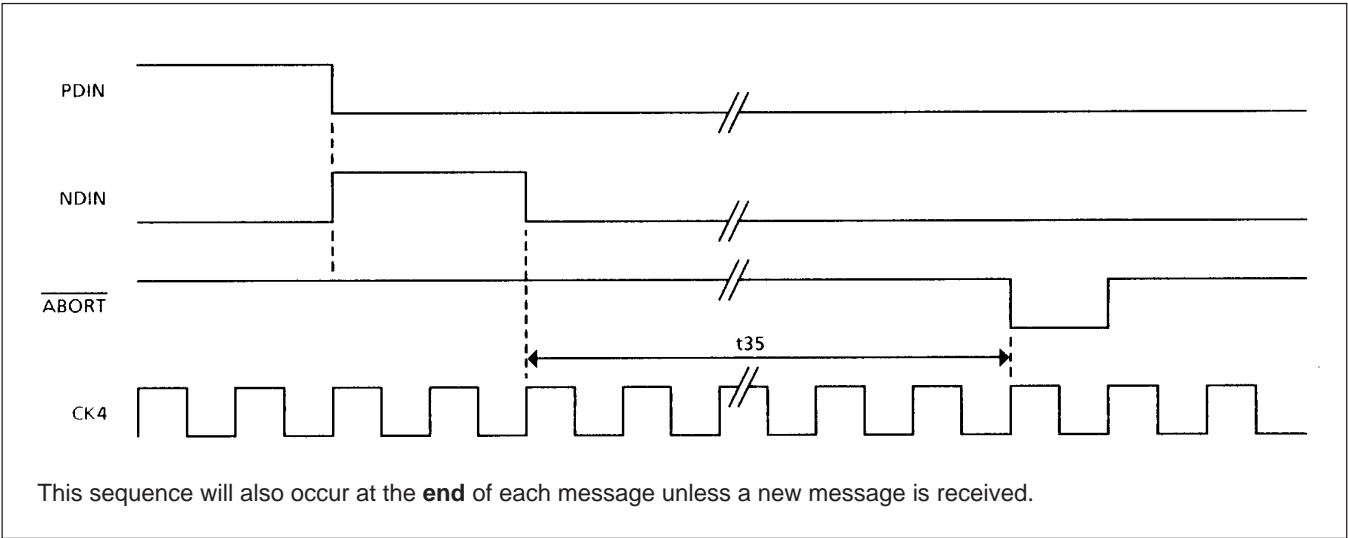 PDIN
NDIN
ABORT
t35
CK4
This sequence will also occur at the end of each message unless a new message is received.